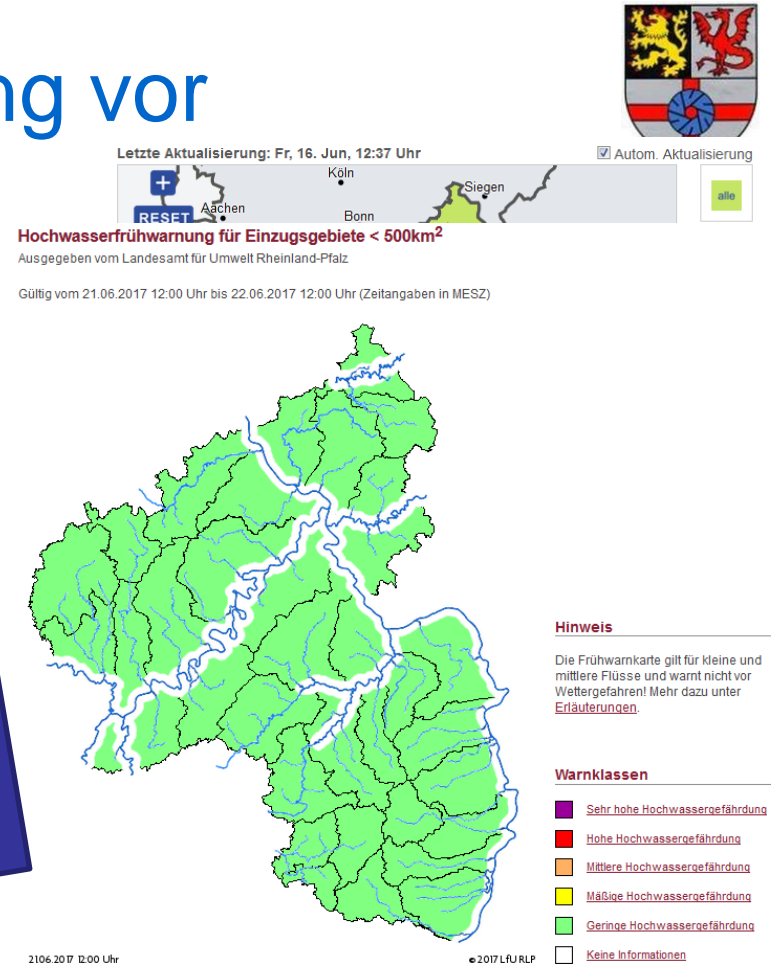 ng vor
Letzte Aktualisierung: Fr, 16. Jun, 12:37 Uhr
Autom. Aktualisierung
Köln
Siegen
Aachen
Bonn
RESET
alle
Hochwasserfrühwarnung für Einzugsgebiete < 500km²
Ausgegeben vom Landesamt für Umwelt Rheinland-Pfalz
Gültig vom 21.06.2017 12:00 Uhr bis 22.06.2017 12:00 Uhr (Zeitangaben in MESZ)
Hinweis
Die Frühwarnkarte gilt für kleine und
mittlere Flüsse und warnt nicht vor
Wettergefahren! Mehr dazu unter
Erläuterungen.
Warnklassen
Sehr hohe Hochwassergefährdung
Hohe Hochwassergefährdung
Mittlere Hochwassergefährdung
Mäßige Hochwassergefährdung
Geringe Hochwassergefährdung
Keine Informationen
21.06.2017 12:00 Uhr
© 2017 LfU RLP